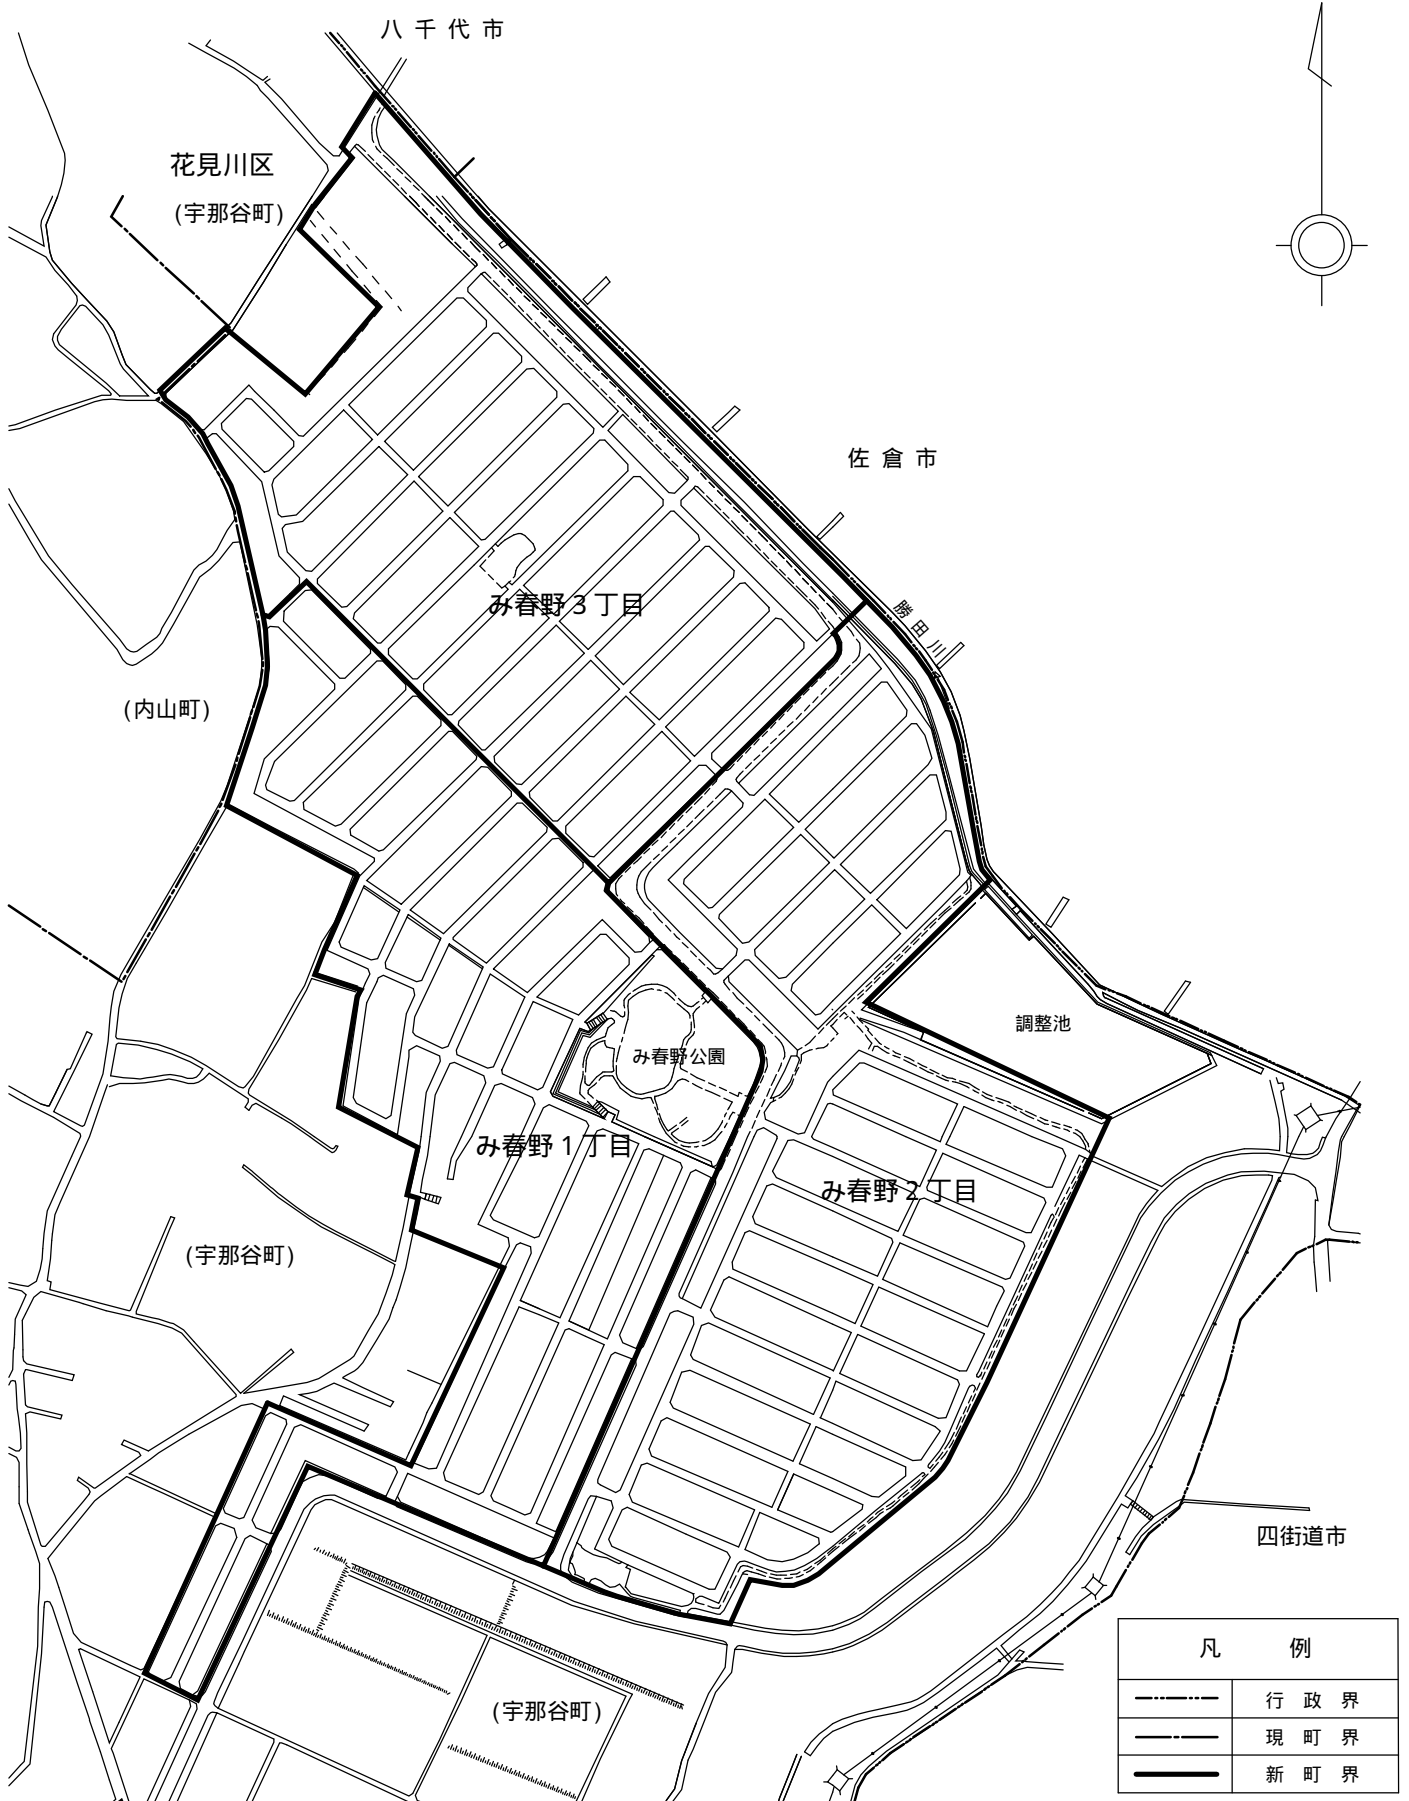 八千代市
花見川区
(宇那谷町)
佐倉市
勝田川
み春野3丁目
(内山町)
調整池
み春野公園
み春野1丁目
み春野2丁目
(宇那谷町)
四街道市
(宇那谷町)
凡 例
行政界
現町界
新町界